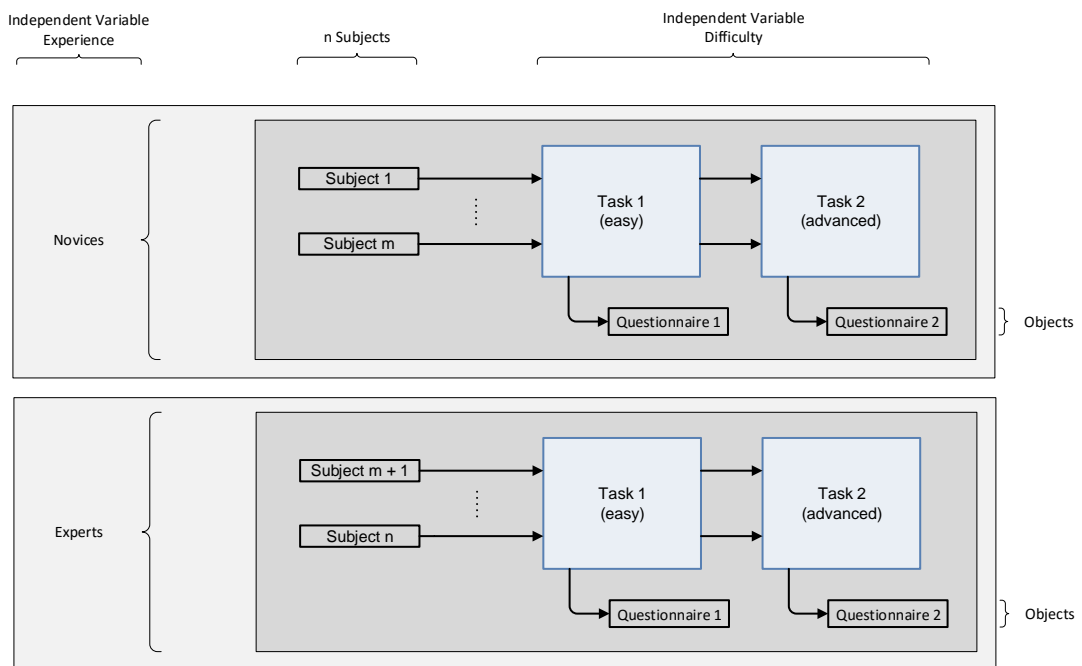 Independent Variable
Experience
n Subjects
Independent Variable
Difficulty
Novices
Subject 1
Subject m
Task 1
(easy)
Task 2
(advanced)
Questionnaire 1
Questionnaire 2
Objects
Experts
Subject m + 1
Subject n
Task 1
(easy)
Task 2
(advanced)
Questionnaire 1
Questionnaire 2
Objects